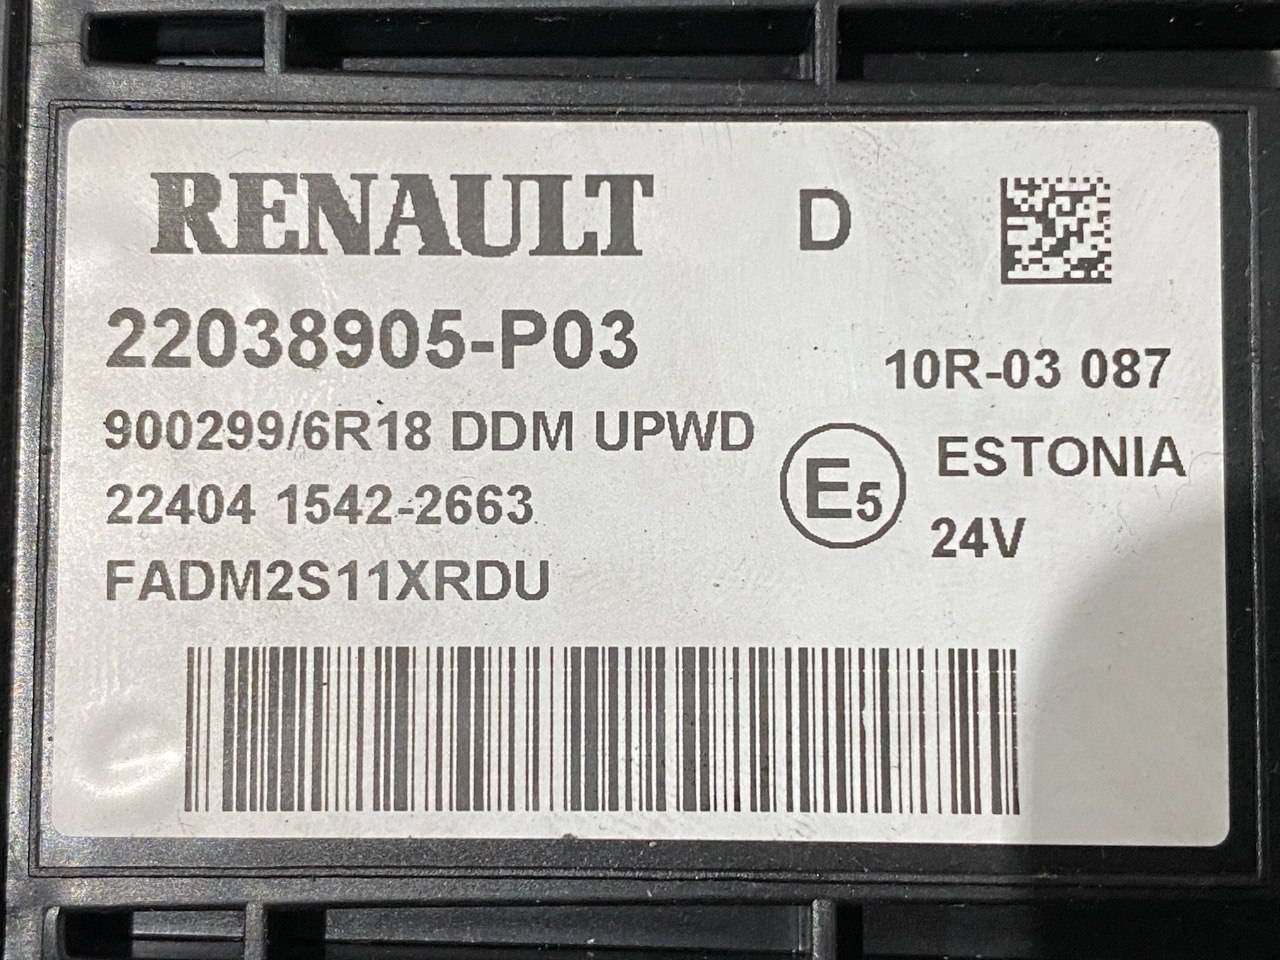 RENAULT D
22038905-P03
10R-03 087
900299/6R18 DDM UPWD
E5 ESTONIA
22404 1542-2663
24V
FADM2S11XRDU